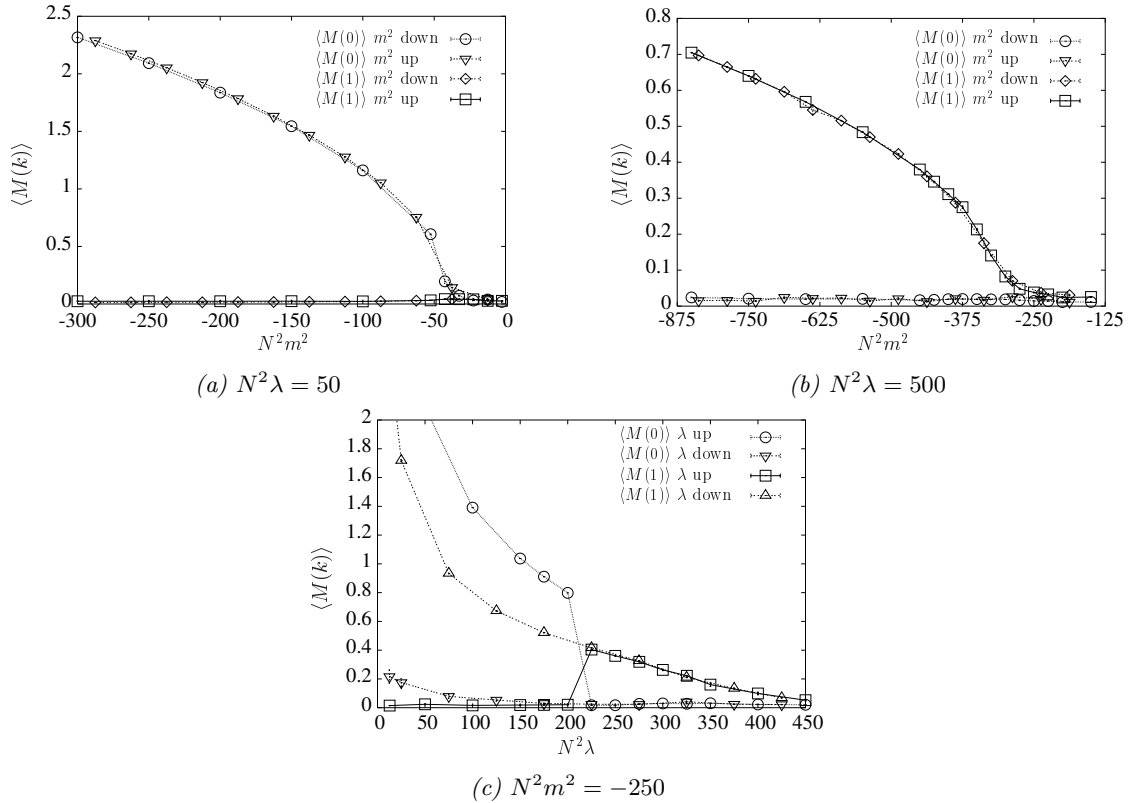 2.5
2
1.5
1
0.5
0
-300 -250 -200 -150 -100 -50 0
⟨M(k)⟩
N²m²
⟨M(0)⟩ m² down
⟨M(0)⟩ m² up
⟨M(1)⟩ m² down
⟨M(1)⟩ m² up
(a) N²λ = 50
0.8
0.7
0.6
0.5
0.4
0.3
0.2
0.1
0
-875 -750 -625 -500 -375 -250 -125
⟨M(k)⟩
N²m²
⟨M(0)⟩ m² down
⟨M(0)⟩ m² up
⟨M(1)⟩ m² down
⟨M(1)⟩ m² up
(b) N²λ = 500
2
1.8
1.6
1.4
1.2
1
0.8
0.6
0.4
0.2
0
0 50 100 150 200 250 300 350 400 450
⟨M(k)⟩
N²λ
⟨M(0)⟩ λ up
⟨M(0)⟩ λ down
⟨M(1)⟩ λ up
⟨M(1)⟩ λ down
(c) N²m² = −250